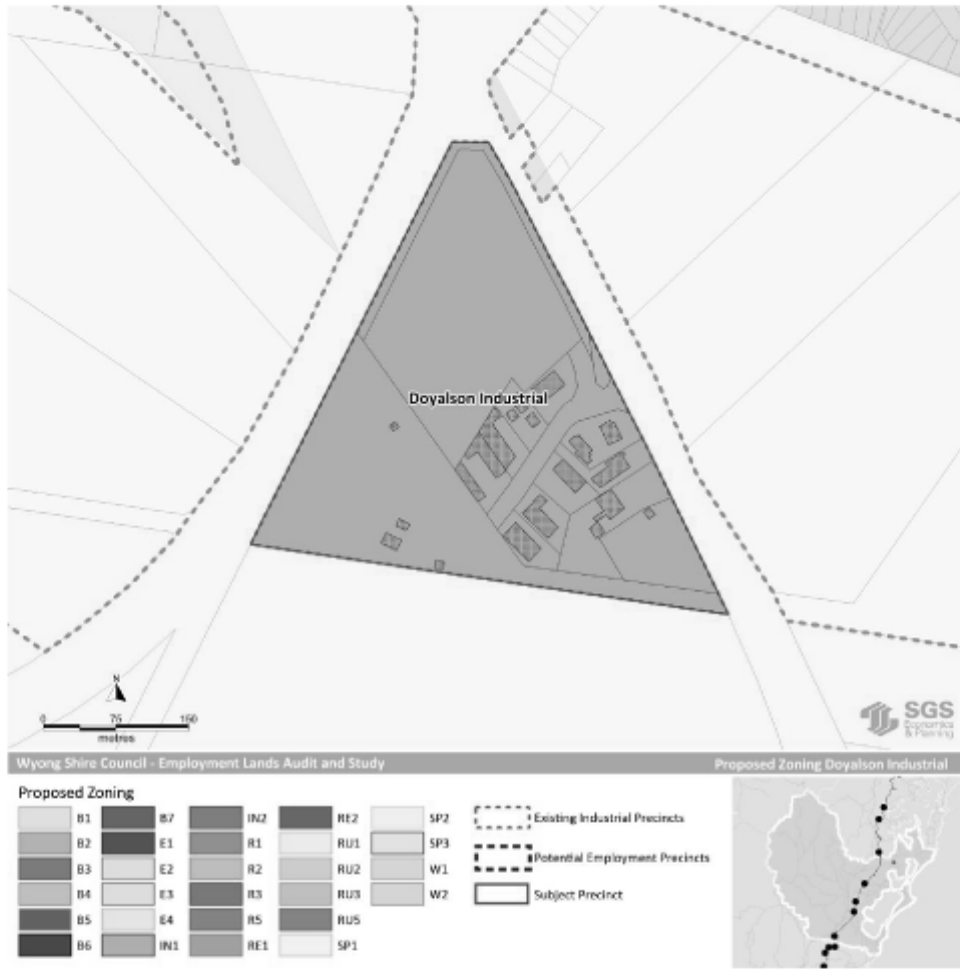 Doyalson Industrial
N
0 75 150
metres
SGS
Economics
& Planning
Wyong Shire Council - Employment Lands Audit and Study
Proposed Zoning Doyalson Industrial
Proposed Zoning
B1 B7 IN2 RE2 SP2
B2 E1 R1 RU1 SP3
B3 E2 R2 RU2 W1
B4 E3 R3 RU3 W2
B5 E4 R5 RU5
B6 IN1 RE1 SP1
Existing Industrial Precincts
Potential Employment Precincts
Subject Precinct